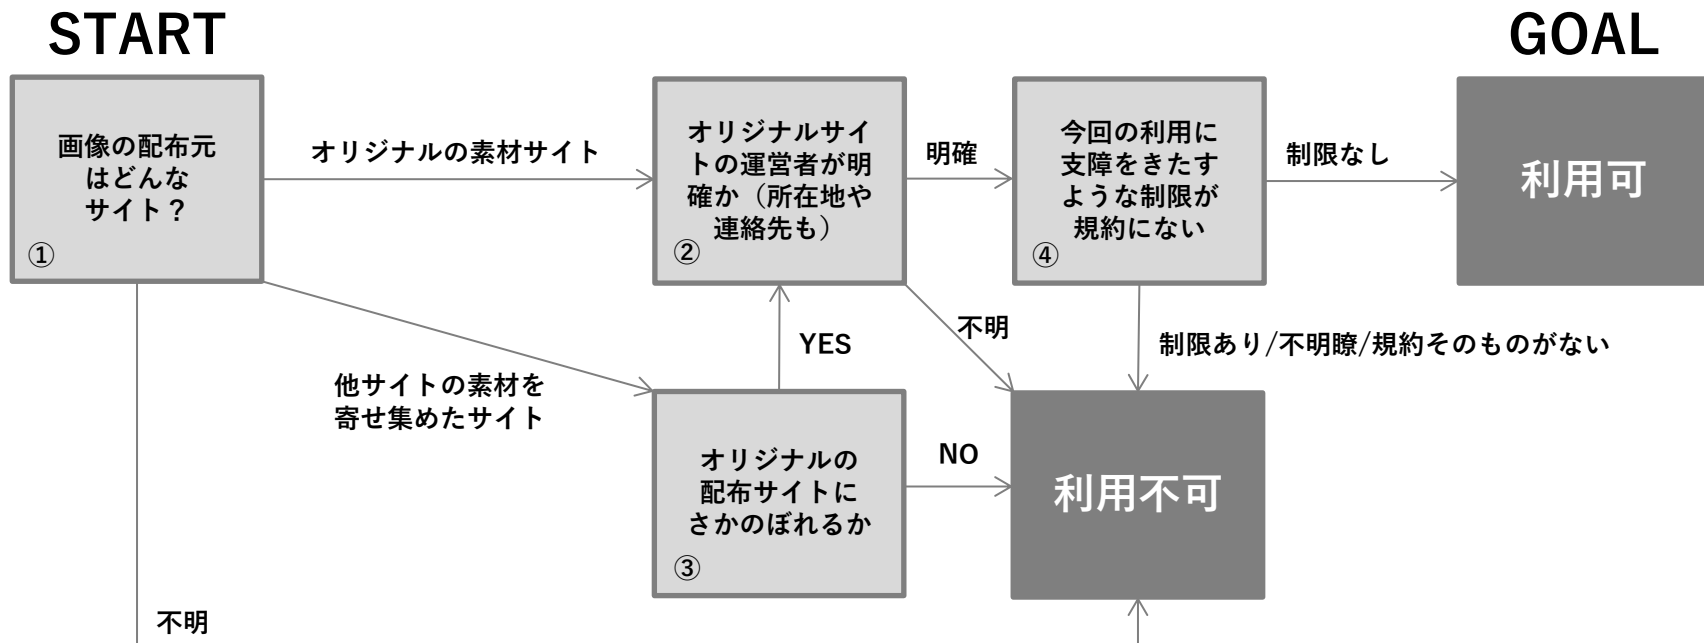 START
GOAL
画像の配布元
はどんな
サイト？
①
オリジナルの素材サイト
オリジナルサイ
トの運営者が明
確か（所在地や
連絡先も）
②
明確
今回の利用に
支障をきたす
ような制限が
規約にない
④
制限なし
利用可
不明
制限あり/不明瞭/規約そのものがない
YES
他サイトの素材を
寄せ集めたサイト
オリジナルの
配布サイトに
さかのぼれるか
③
NO
利用不可
不明